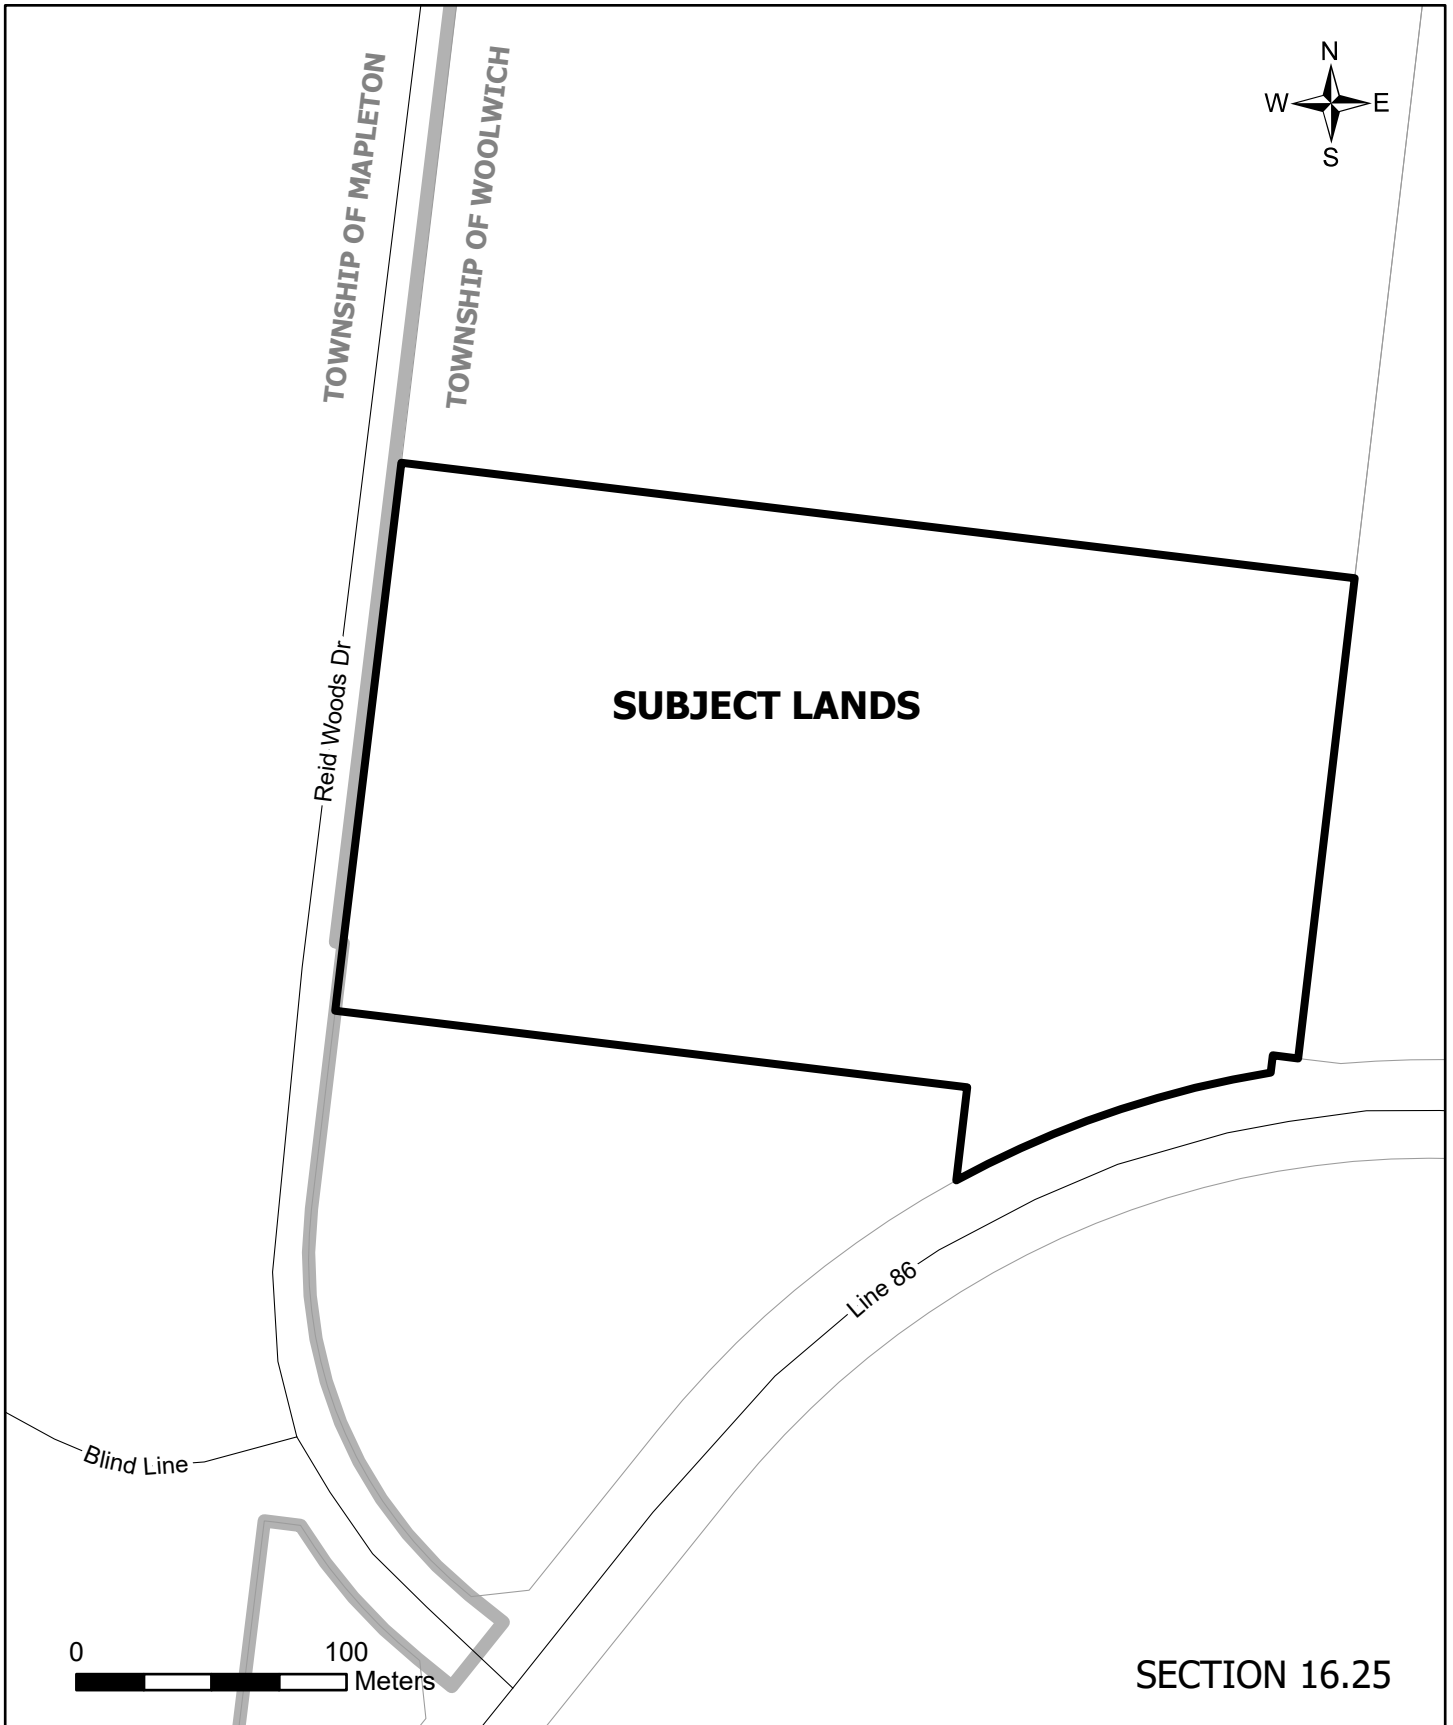 N
W E
S
TOWNSHIP OF MAPLETON
TOWNSHIP OF WOOLWICH
SUBJECT LANDS
Reid Woods Dr
Line 86
Blind Line
0 100
Meters
SECTION 16.25